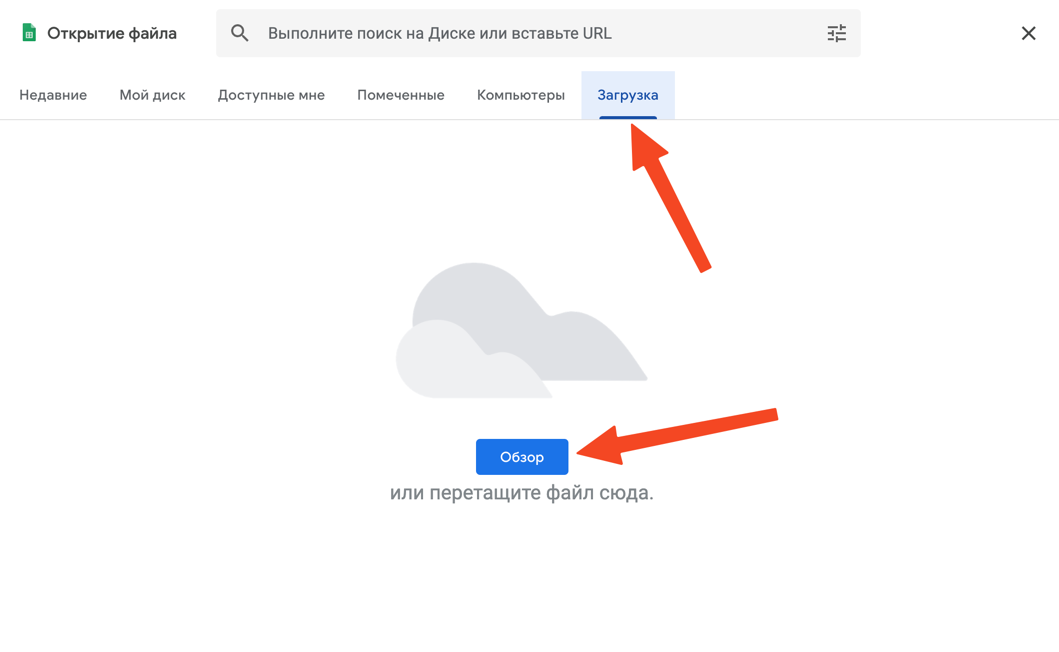 Открытие файла
Выполните поиск на Диске или вставьте URL
Недавние Мой диск Доступные мне Помеченные Компьютеры Загрузка
Обзор
или перетащите файл сюда.